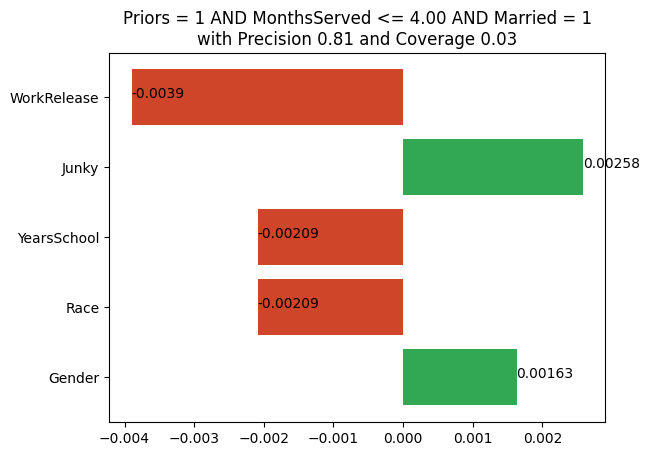 Priors = 1 AND MonthsServed <= 4.00 AND Married = 1
with Precision 0.81 and Coverage 0.03
WorkRelease
-0.0039
Junky
0.00258
YearsSchool
-0.00209
Race
-0.00209
Gender
0.00163
−0.004 −0.003 −0.002 −0.001 0.000 0.001 0.002